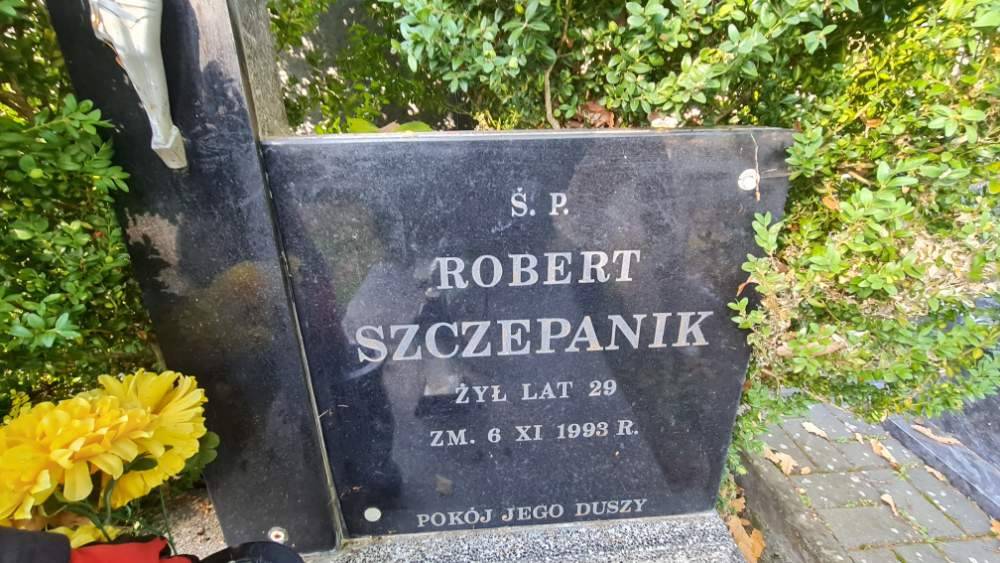 Ś. P.
ROBERT
SZCZEPANIK
ŻYŁ LAT 29
ZM. 6 XI 1993 R.
POKÓJ JEGO DUSZY